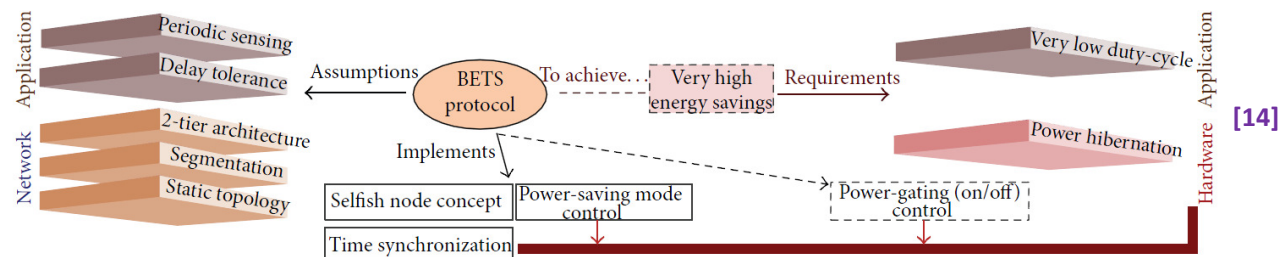 Application
Periodic sensing
Delay tolerance
Network
2-tier architecture
Segmentation
Static topology
Assumptions
BETS
protocol
To achieve...
Very high
energy savings
Requirements
Very low duty-cycle
Application
Power hibernation
Hardware
[14]
Implements
Selfish node concept
Power-saving mode
control
Power-gating (on/off)
control
Time synchronization